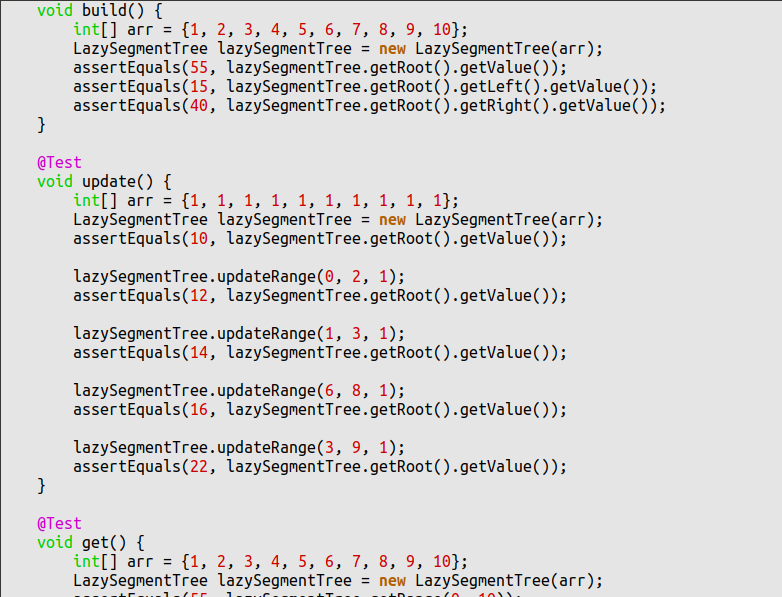 void build() {
int[] arr = {1, 2, 3, 4, 5, 6, 7, 8, 9, 10};
LazySegmentTree lazySegmentTree = new LazySegmentTree(arr);
assertEquals(55, lazySegmentTree.getRoot().getValue());
assertEquals(15, lazySegmentTree.getRoot().getLeft().getValue());
assertEquals(40, lazySegmentTree.getRoot().getRight().getValue());
}
@Test
void update() {
int[] arr = {1, 1, 1, 1, 1, 1, 1, 1, 1, 1};
LazySegmentTree lazySegmentTree = new LazySegmentTree(arr);
assertEquals(10, lazySegmentTree.getRoot().getValue());
lazySegmentTree.updateRange(0, 2, 1);
assertEquals(12, lazySegmentTree.getRoot().getValue());
lazySegmentTree.updateRange(1, 3, 1);
assertEquals(14, lazySegmentTree.getRoot().getValue());
lazySegmentTree.updateRange(6, 8, 1);
assertEquals(16, lazySegmentTree.getRoot().getValue());
lazySegmentTree.updateRange(3, 9, 1);
assertEquals(22, lazySegmentTree.getRoot().getValue());
}
@Test
void get() {
int[] arr = {1, 2, 3, 4, 5, 6, 7, 8, 9, 10};
LazySegmentTree lazySegmentTree = new LazySegmentTree(arr);
assertEquals(55, lazySegmentTree.getRange(0, 10));